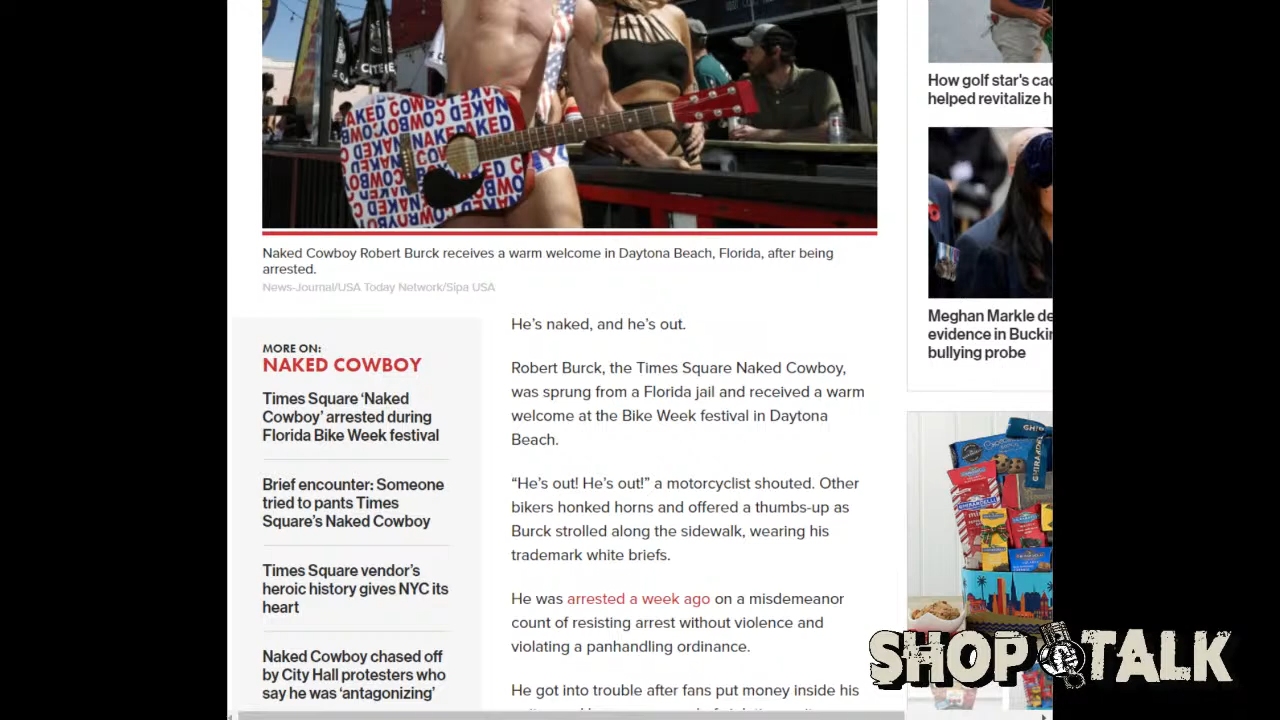 Naked Cowboy Robert Burck receives a warm welcome in Daytona Beach, Florida, after being
arrested.
News-Journal/USA Today Network/Sipa USA
MORE ON:
NAKED COWBOY
Times Square ‘Naked
Cowboy’ arrested during
Florida Bike Week festival
Brief encounter: Someone
tried to pants Times
Square’s Naked Cowboy
Times Square vendor’s
heroic history gives NYC its
heart
Naked Cowboy chased off
by City Hall protesters who
say he was ‘antagonizing’
He’s naked, and he’s out.
Robert Burck, the Times Square Naked Cowboy,
was sprung from a Florida jail and received a warm
welcome at the Bike Week festival in Daytona
Beach.
“He’s out! He’s out!” a motorcyclist shouted. Other
bikers honked horns and offered a thumbs-up as
Burck strolled along the sidewalk, wearing his
trademark white briefs.
He was arrested a week ago on a misdemeanor
count of resisting arrest without violence and
violating a panhandling ordinance.
He got into trouble after fans put money inside his
How golf star's
helped revitalize
Meghan Markle
evidence in
bullying probe
NAKED COWBOY
SHOP TALK